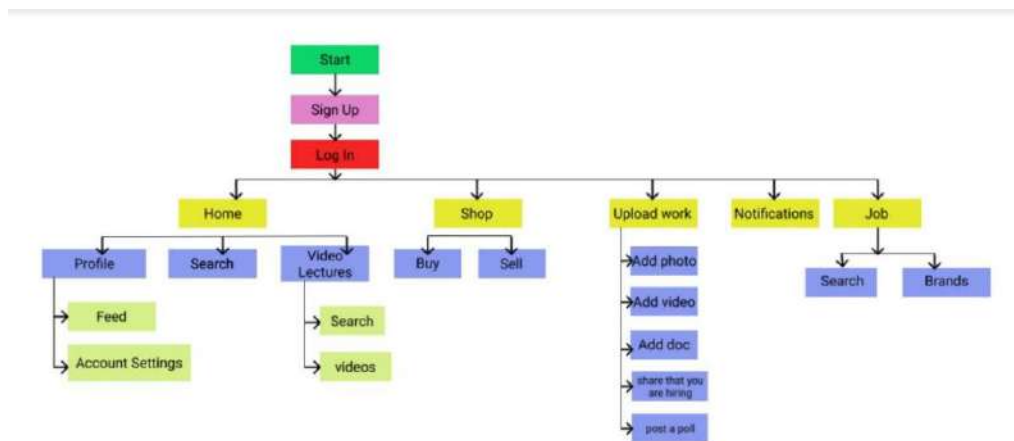 Start
Sign Up
Log In
Home
Shop
Upload work
Notifications
Job
Profile
Search
Video
Lectures
Buy
Sell
Add photo
Search
Brands
Add video
Feed
Search
Add doc
Account Settings
videos
share that you
are hiring
post a poll